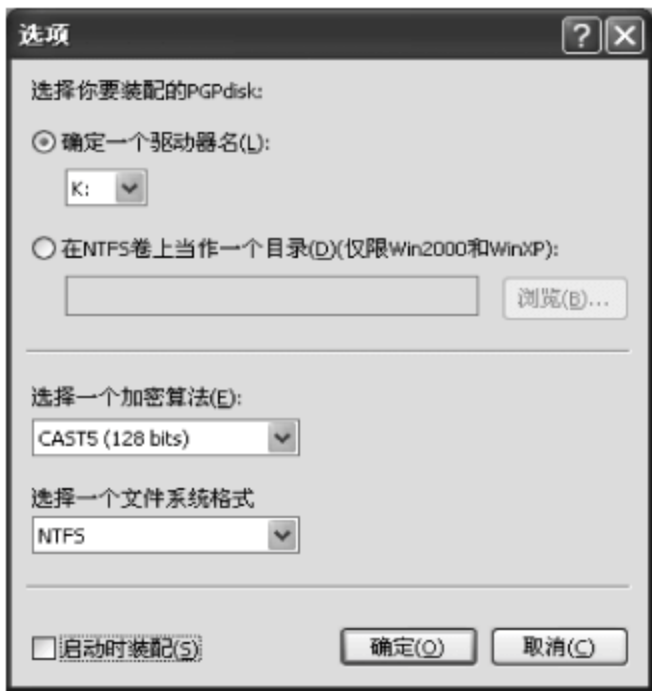 选项
选择你要装配的PGPdisk:
确定一个驱动器名(L):
K:
在NTFS卷上当作一个目录(D)(仅限Win2000和WinXP):
浏览(B)...
选择一个加密算法(E):
CAST5 (128 bits)
选择一个文件系统格式
NTFS
启动时装配(S) 确定(O) 取消(C)